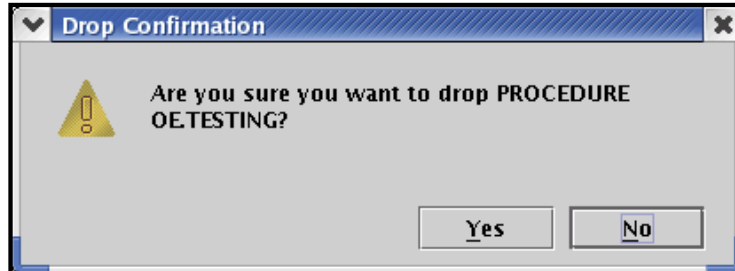 Drop Confirmation
Are you sure you want to drop PROCEDURE
OE.TESTING?
Yes No